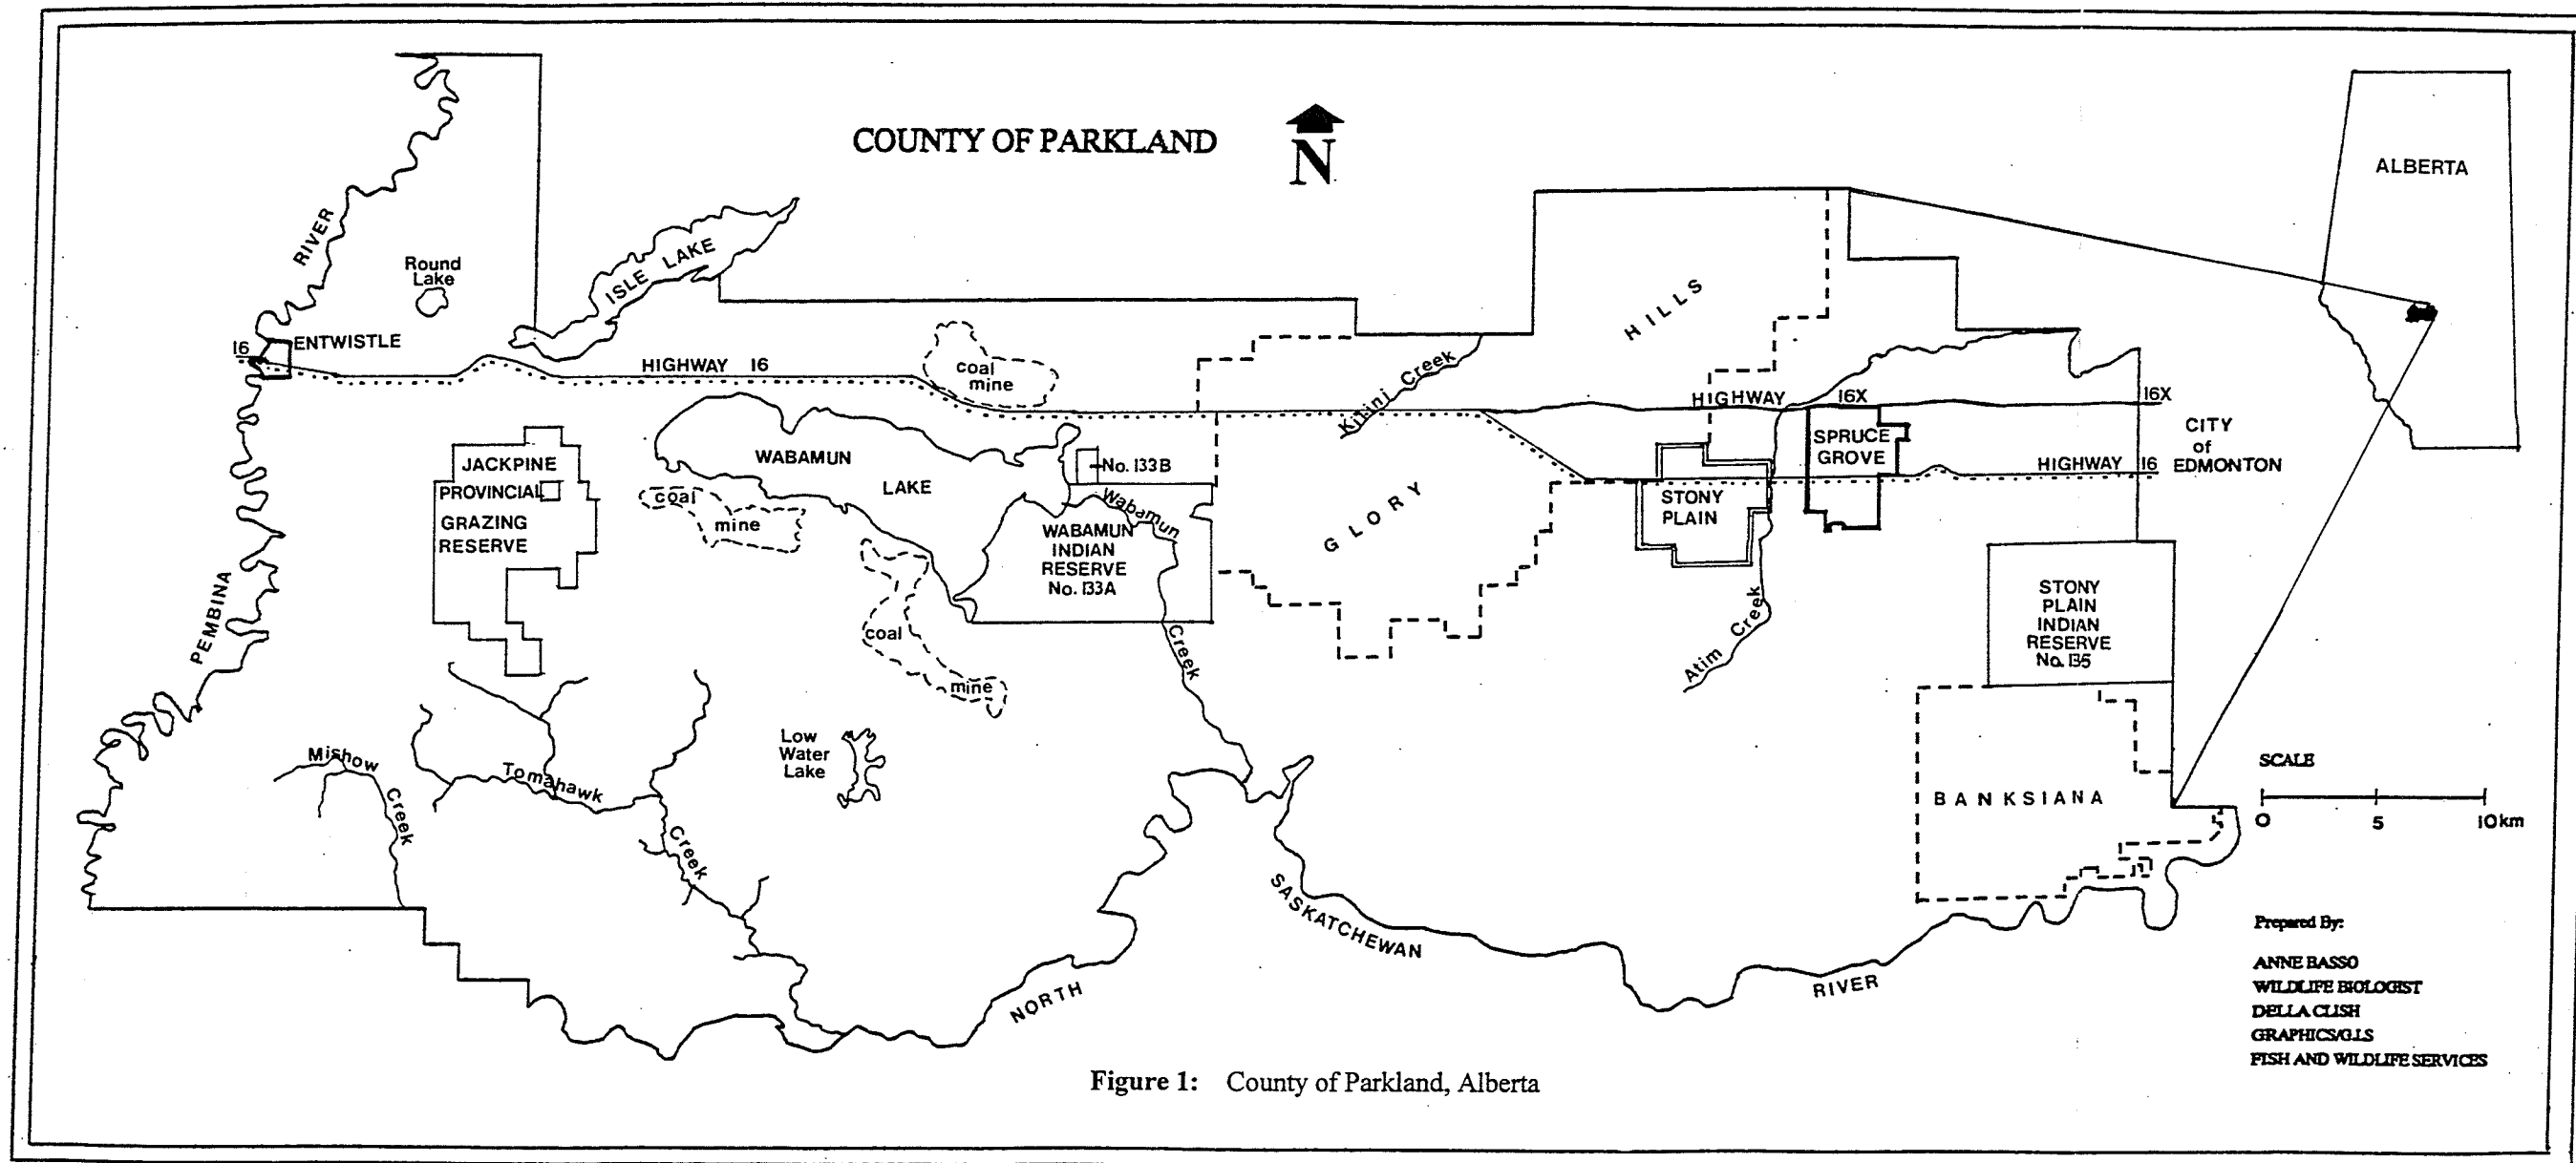 COUNTY OF PARKLAND
N
ALBERTA
RIVER
Round
Lake
ISLE LAKE
HILLS
16
ENTWISTLE
HIGHWAY 16
coal
mine
Kilini Creek
HIGHWAY 16X
16X
CITY
of
EDMONTON
SPRUCE
GROVE
HIGHWAY 16
JACKPINE
PROVINCIAL
GRAZING
RESERVE
WABAMUN
LAKE
No. 133B
coal
mine
Wabamun
Creek
WABAMUN
INDIAN
RESERVE
No. 133A
GLORY
STONY
PLAIN
coal
mine
Atim Creek
STONY
PLAIN
INDIAN
RESERVE
No. 135
PEMBINA
Mishow
Creek
Tomahawk
Creek
Low
Water
Lake
BANKSIANA
SCALE
0 5 10 km
NORTH
SASKATCHEWAN
RIVER
Prepared By:
ANNE BASSO
WILDLIFE BIOLOGIST
DELLA CLISH
GRAPHICS/G.I.S
FISH AND WILDLIFE SERVICES
Figure 1: County of Parkland, Alberta